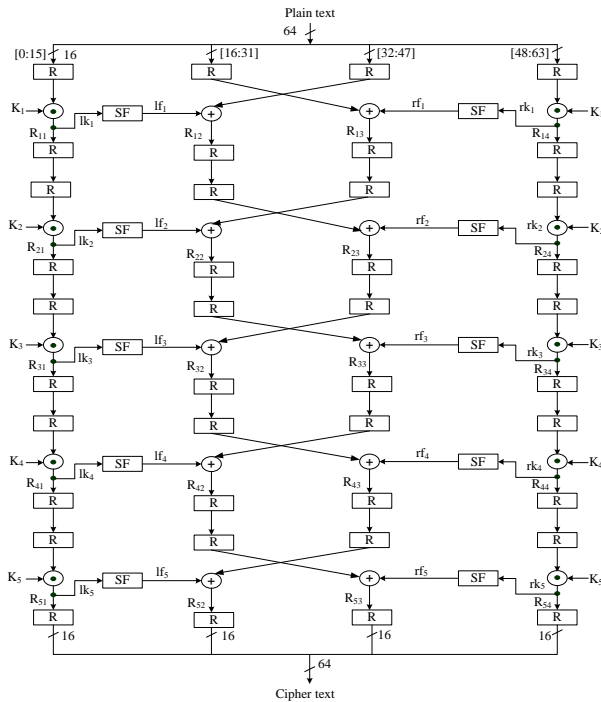 Plain text
64
[0:15] 16 [16:31] [32:47] [48:63]
R R R R
K₁ lk₁ SF lf₁ + + rf₁ SF rk₁ K
R₁₁ R₁₂ R₁₃ R₁₄
R R R R
R R R R
K₂ lk₂ SF lf₂ + + rf₂ SF rk₂ K
R₂₁ R₂₂ R₂₃ R₂₄
R R R R
R R R R
K₃ lk₃ SF lf₃ + + rf₃ SF rk₃ K₃
R₃₁ R₃₂ R₃₃ R₃₄
R R R R
R R R R
K₄ lk₄ SF lf₄ + + rf₄ SF rk₄ K₄
R₄₁ R₄₂ R₄₃ R₄₄
R R R R
R R R R
K₅ lk₅ SF lf₅ + + rf₅ SF rk₅ K₅
R₅₁ R₅₂ R₅₃ R₅₄
R R R R
16 16 16 16
64
Cipher text